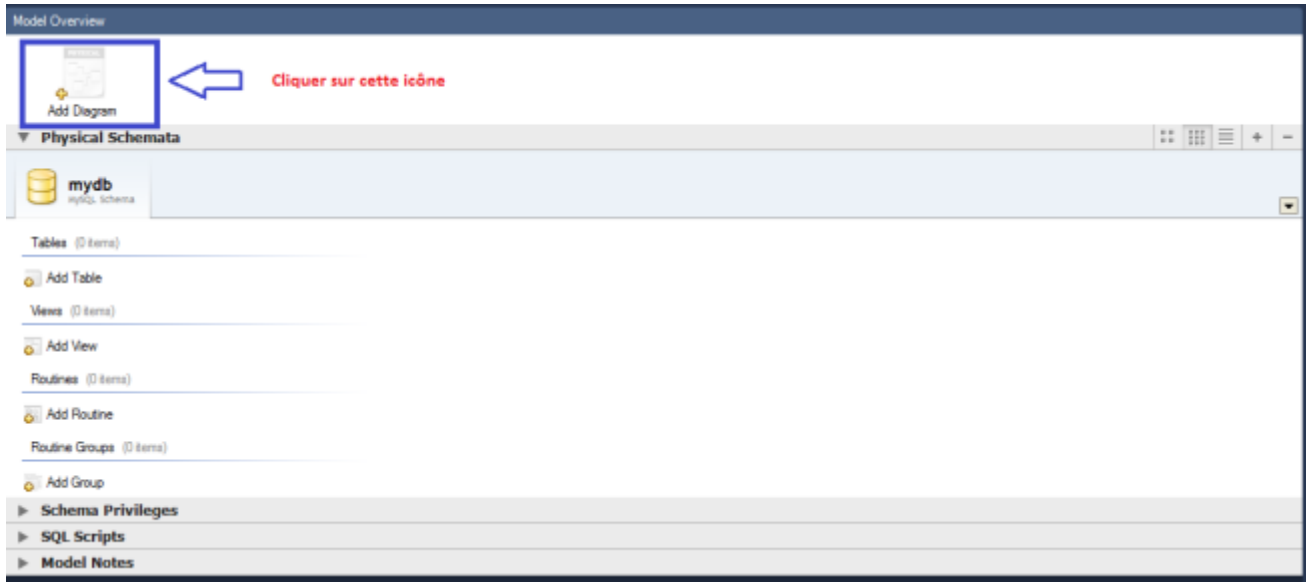 Model Overview
Cliquer sur cette icône
Add Diagram
Physical Schemata
mydb
MySQL Schema
Tables (0 items)
Add Table
Views (0 items)
Add View
Routines (0 items)
Add Routine
Routine Groups (0 items)
Add Group
Schema Privileges
SQL Scripts
Model Notes